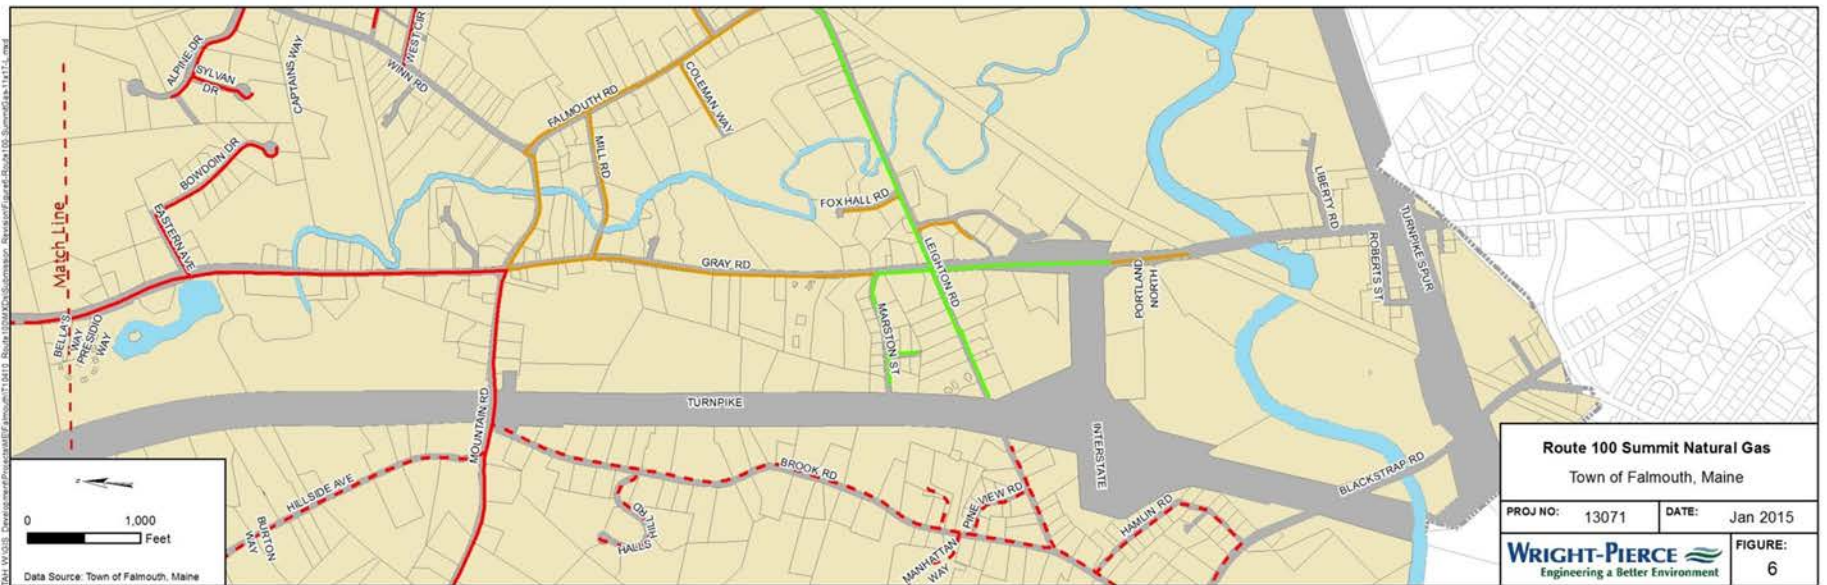 ALPINE DR
SYLVAN
DR
CAPTAINS WAY
WEST CIR
WINN RD
FALMOUTH RD
COLEMAN WAY
MILL RD
BOWDOIN DR
EASTERN AVE
Match Line
FOX HALL RD
LEIGHTON RD
GRAY RD
LIBERTY RD
TURNPIKE SPUR
ROBERTS ST
PORTLAND
NORTH
MARSTON ST
BELLA'S
WAY
PRESIDIO
WAY
MOUNTAIN RD
TURNPIKE
INTERSTATE
HILLSIDE AVE
BURTON
WAY
BROOK RD
HALLS
HILL RD
PINE VIEW RD
MANHATTAN
WAY
HAMLIN RD
BLACKSTRAP RD
0 1,000
Feet
Data Source: Town of Falmouth, Maine
Route 100 Summit Natural Gas
Town of Falmouth, Maine
PROJ NO: 13071
DATE: Jan 2015
WRIGHT-PIERCE
Engineering a Better Environment
FIGURE:
6